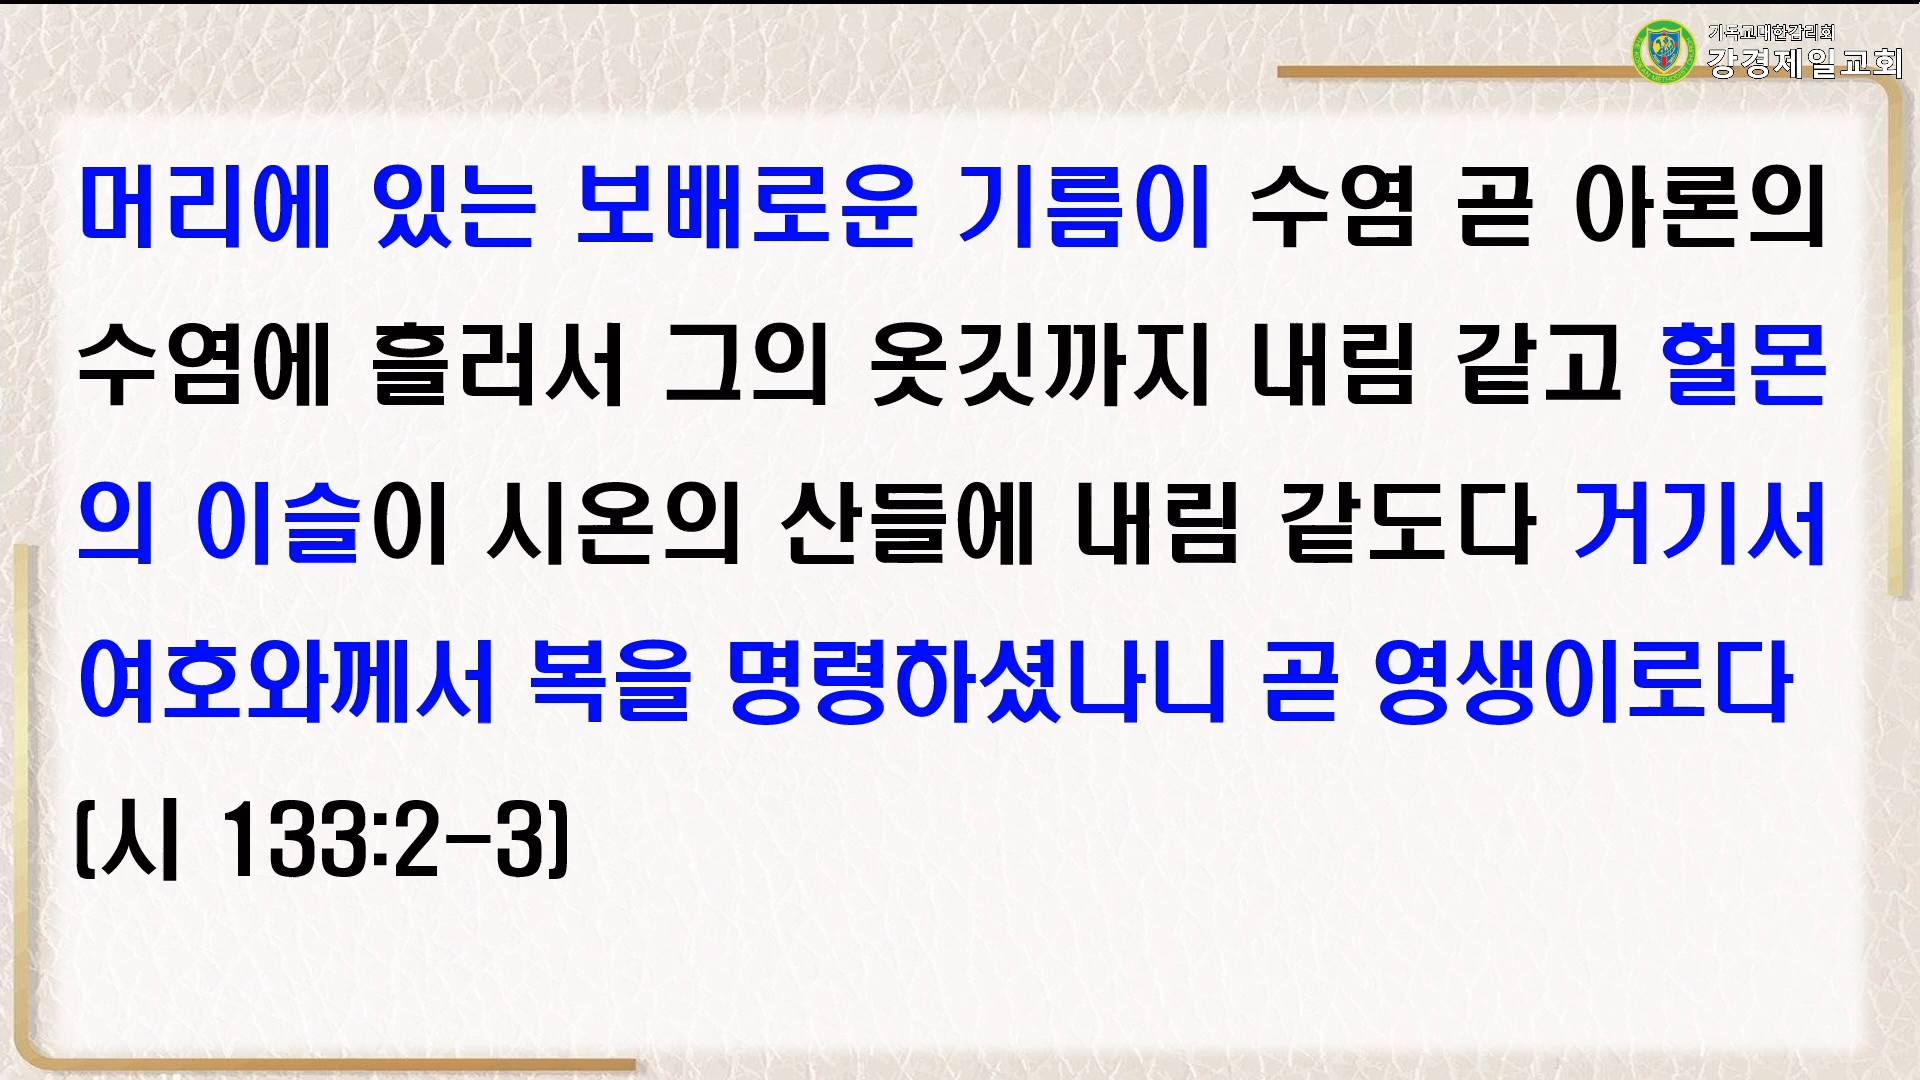 기독교대한감리회
강경제일교회
머리에 있는 보배로운 기름이 수염 곧 아론의
수염에 흘러서 그의 옷깃까지 내림 같고 헐몬
의 이슬이 시온의 산들에 내림 같도다 거기서
여호와께서 복을 명령하셨나니 곧 영생이로다
(시 133:2-3)